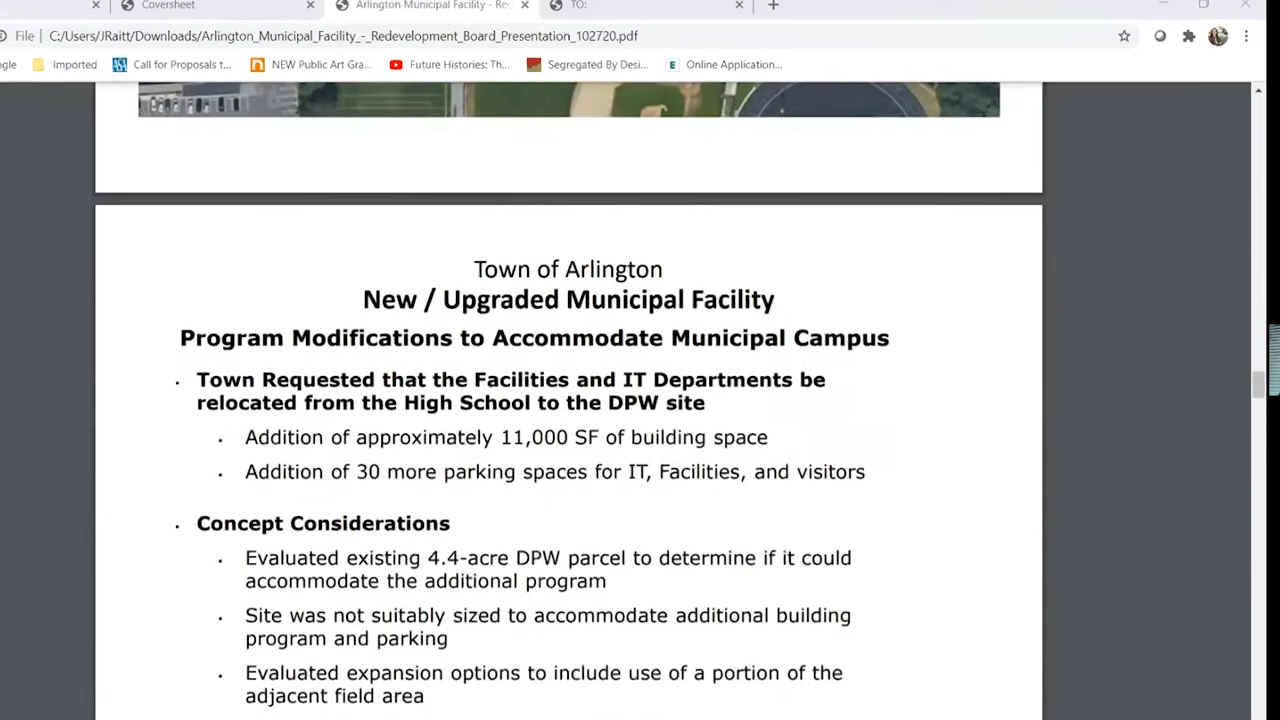 Coversheet
Arlington Municipal Facility - Re
TO:
File C:/Users/JRaitt/Downloads/Arlington_Municipal_Facility_-_Redevelopment_Board_Presentation_102720.pdf
gle Imported Call for Proposals t... NEW Public Art Gra... Future Histories: Th... Segregated By Desi... Online Application...
Town of Arlington
New / Upgraded Municipal Facility
Program Modifications to Accommodate Municipal Campus
Town Requested that the Facilities and IT Departments be
relocated from the High School to the DPW site
Addition of approximately 11,000 SF of building space
Addition of 30 more parking spaces for IT, Facilities, and visitors
Concept Considerations
Evaluated existing 4.4-acre DPW parcel to determine if it could
accommodate the additional program
Site was not suitably sized to accommodate additional building
program and parking
Evaluated expansion options to include use of a portion of the
adjacent field area